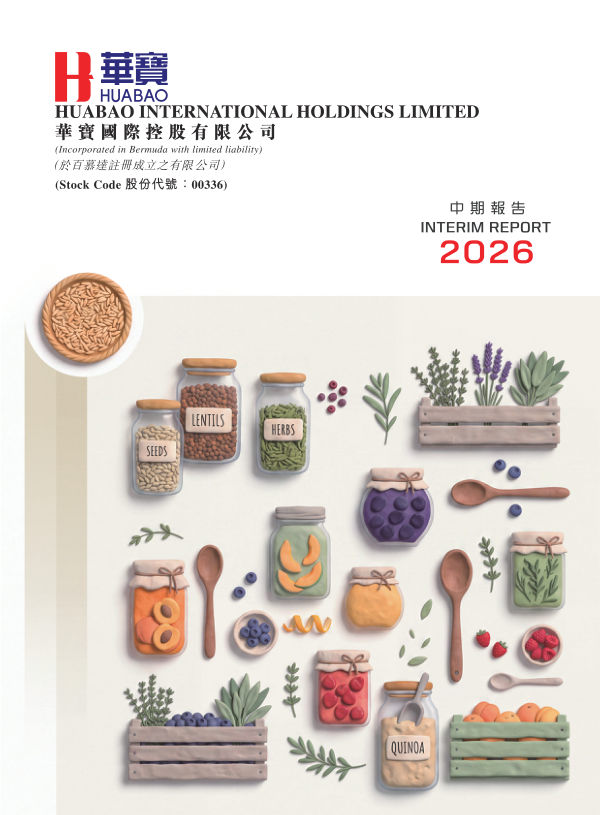 華寶
HUABAO
HUABAO INTERNATIONAL HOLDINGS LIMITED
華寶國際控股有限公司
(Incorporated in Bermuda with limited liability)
(於百慕達註冊成立之有限公司)
(Stock Code 股份代號：00336)
中期報告
INTERIM REPORT
2026
LENTILS
HERBS
SEEDS
QUINOA